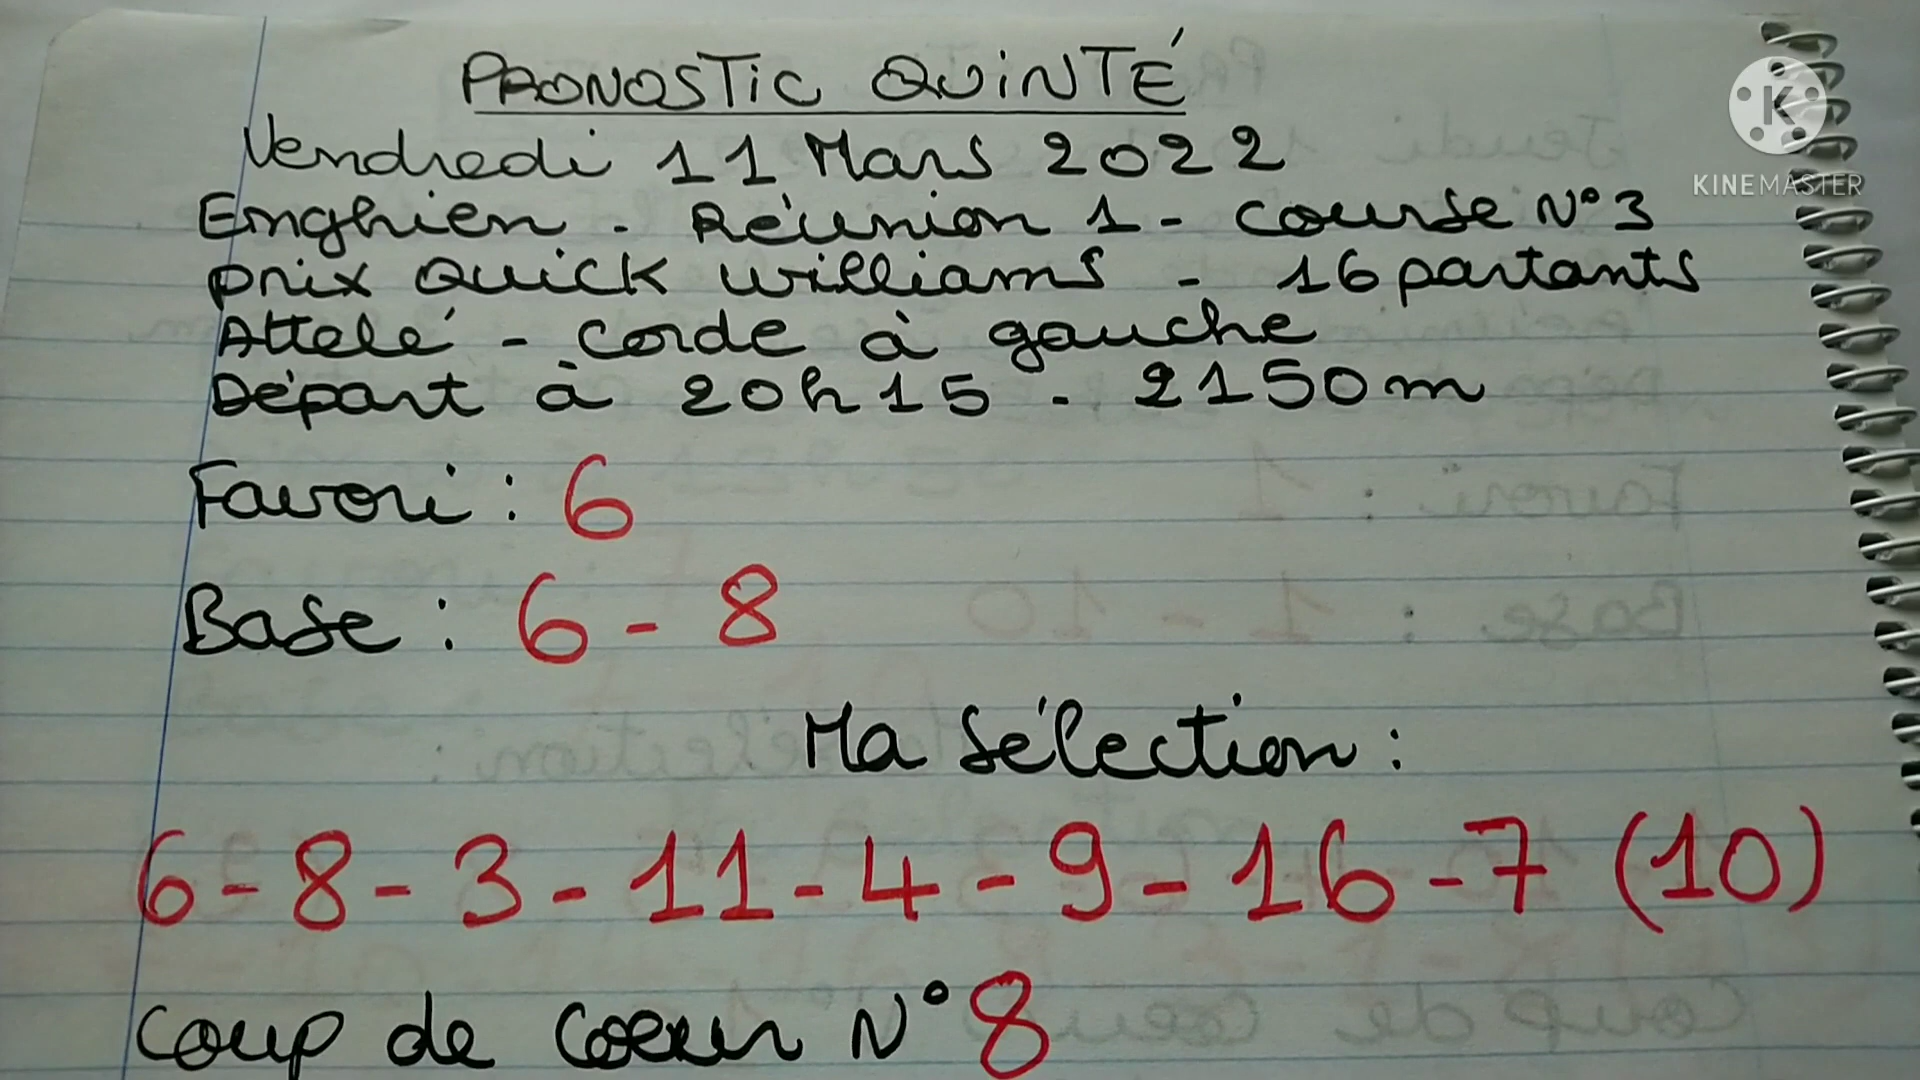 PRONOSTIC QUINTÉ
Vendredi 11 Mars 2022
Enghien - Réunion 1 - Course N°3
prix QUICK Williams - 16 partants
Attelé - Corde à gauche
Départ à 20h15 - 2150m
Favori : 6
Base : 6 - 8
Ma Sélection :
6 - 8 - 3 - 11 - 4 - 9 - 16 - 7 (10)
Coup de Coeur N° 8
K
KINEMASTER